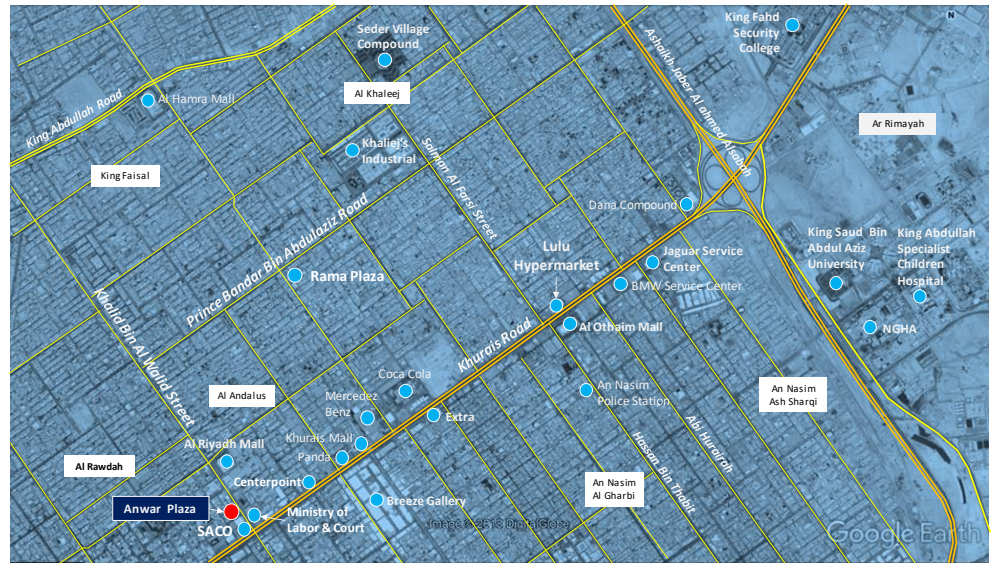 King Fahd
Security
College
N
Seder Village
Compound
Ashaikh Jaber Al ahmed Alsabah
Al Khaleej
Al Hamra Mall
King Abdullah Road
Ar Rimayah
Khaliej's
Industrial
Salman Al Farsi Street
King Faisal
Dana Compound
Prince Bandar Bin Abdulaziz Road
King Saud Bin
Abdul Aziz
University
King Abdullah
Specialist
Children
Hospital
Lulu
Hypermarket
Jaguar Service
Center
Rama Plaza
BMW Service Center
Khalid Bin Al Walid Street
Al Othaim Mall
NGHA
Khurais Road
Coca Cola
An Nasim
Police Station
An Nasim
Ash Sharqi
Al Andalus
Mercedez
Benz
Extra
Abi Hurairah
Hassan Bin Thabit
Al Riyadh Mall
Khurais Mall
Panda
Al Rawdah
Centerpoint
An Nasim
Al Gharbi
Breeze Gallery
Anwar Plaza
Ministry of
Labor & Court
SACO
Image © 2018 DigitalGlobe
Google Earth